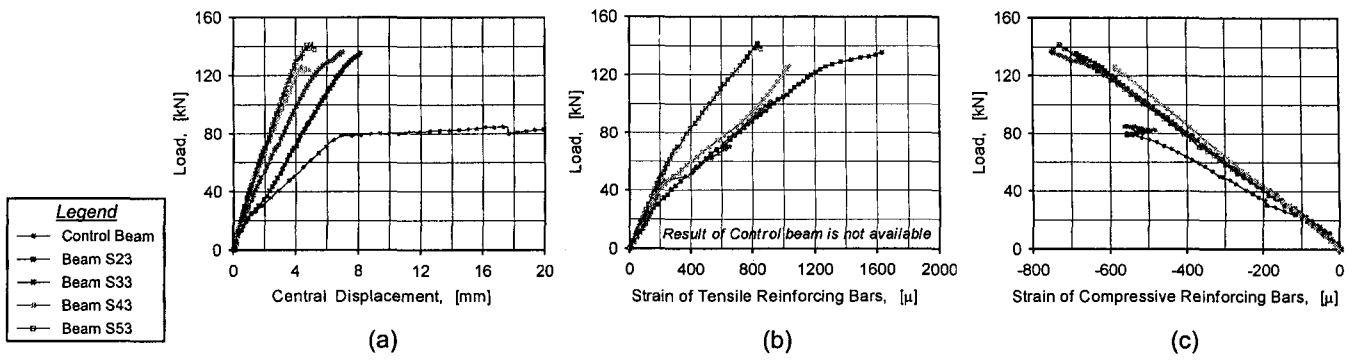 Legend
Control Beam
Beam S23
Beam S33
Beam S43
Beam S53
160
120
80
40
0
Load, [kN]
0 4 8 12 16 20
Central Displacement, [mm]
(a)
160
120
80
40
0
Load, [kN]
Result of Control beam is not available
0 400 800 1200 1600 2000
Strain of Tensile Reinforcing Bars, [μ]
(b)
160
120
80
40
0
Load, [kN]
-800 -600 -400 -200 0
Strain of Compressive Reinforcing Bars, [μ]
(c)